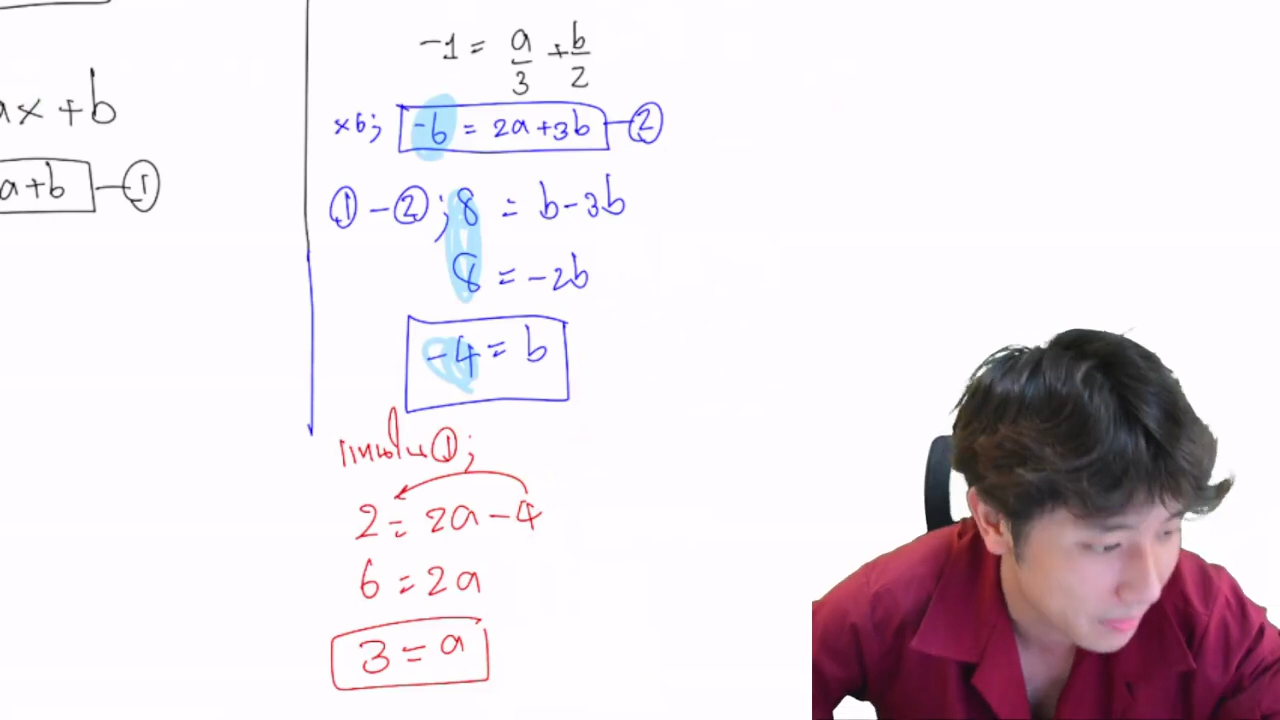 ax + b
a+b —①
-1 = a/3 + b/2
×6; -6 = 2a+3b —②
① - ②; 8 = b-3b
8 = -2b
-4 = b
แทนใน ①;
2 = 2a-4
6 = 2a
3 = a